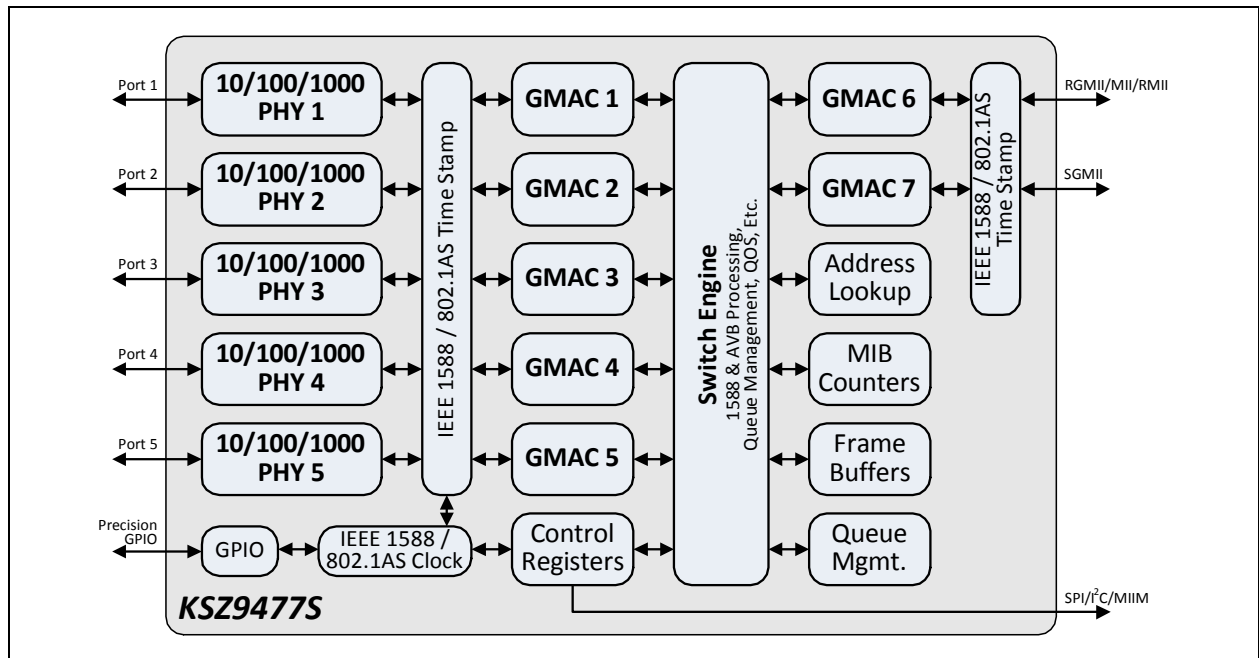 Port 1
10/100/1000
PHY 1
GMAC 1
GMAC 6
RGMII/MII/RMII
Port 2
10/100/1000
PHY 2
GMAC 2
GMAC 7
SGMII
IEEE 1588 / 802.1AS Time Stamp
Switch Engine
1588 & AVB Processing,
Queue Management, QOS, Etc.
IEEE 1588 / 802.1AS
Time Stamp
Port 3
10/100/1000
PHY 3
GMAC 3
Address
Lookup
Port 4
10/100/1000
PHY 4
GMAC 4
MIB
Counters
Port 5
10/100/1000
PHY 5
GMAC 5
Frame
Buffers
Precision
GPIO
GPIO
IEEE 1588 /
802.1AS Clock
Control
Registers
Queue
Mgmt.
KSZ9477S
SPI/I²C/MIIM